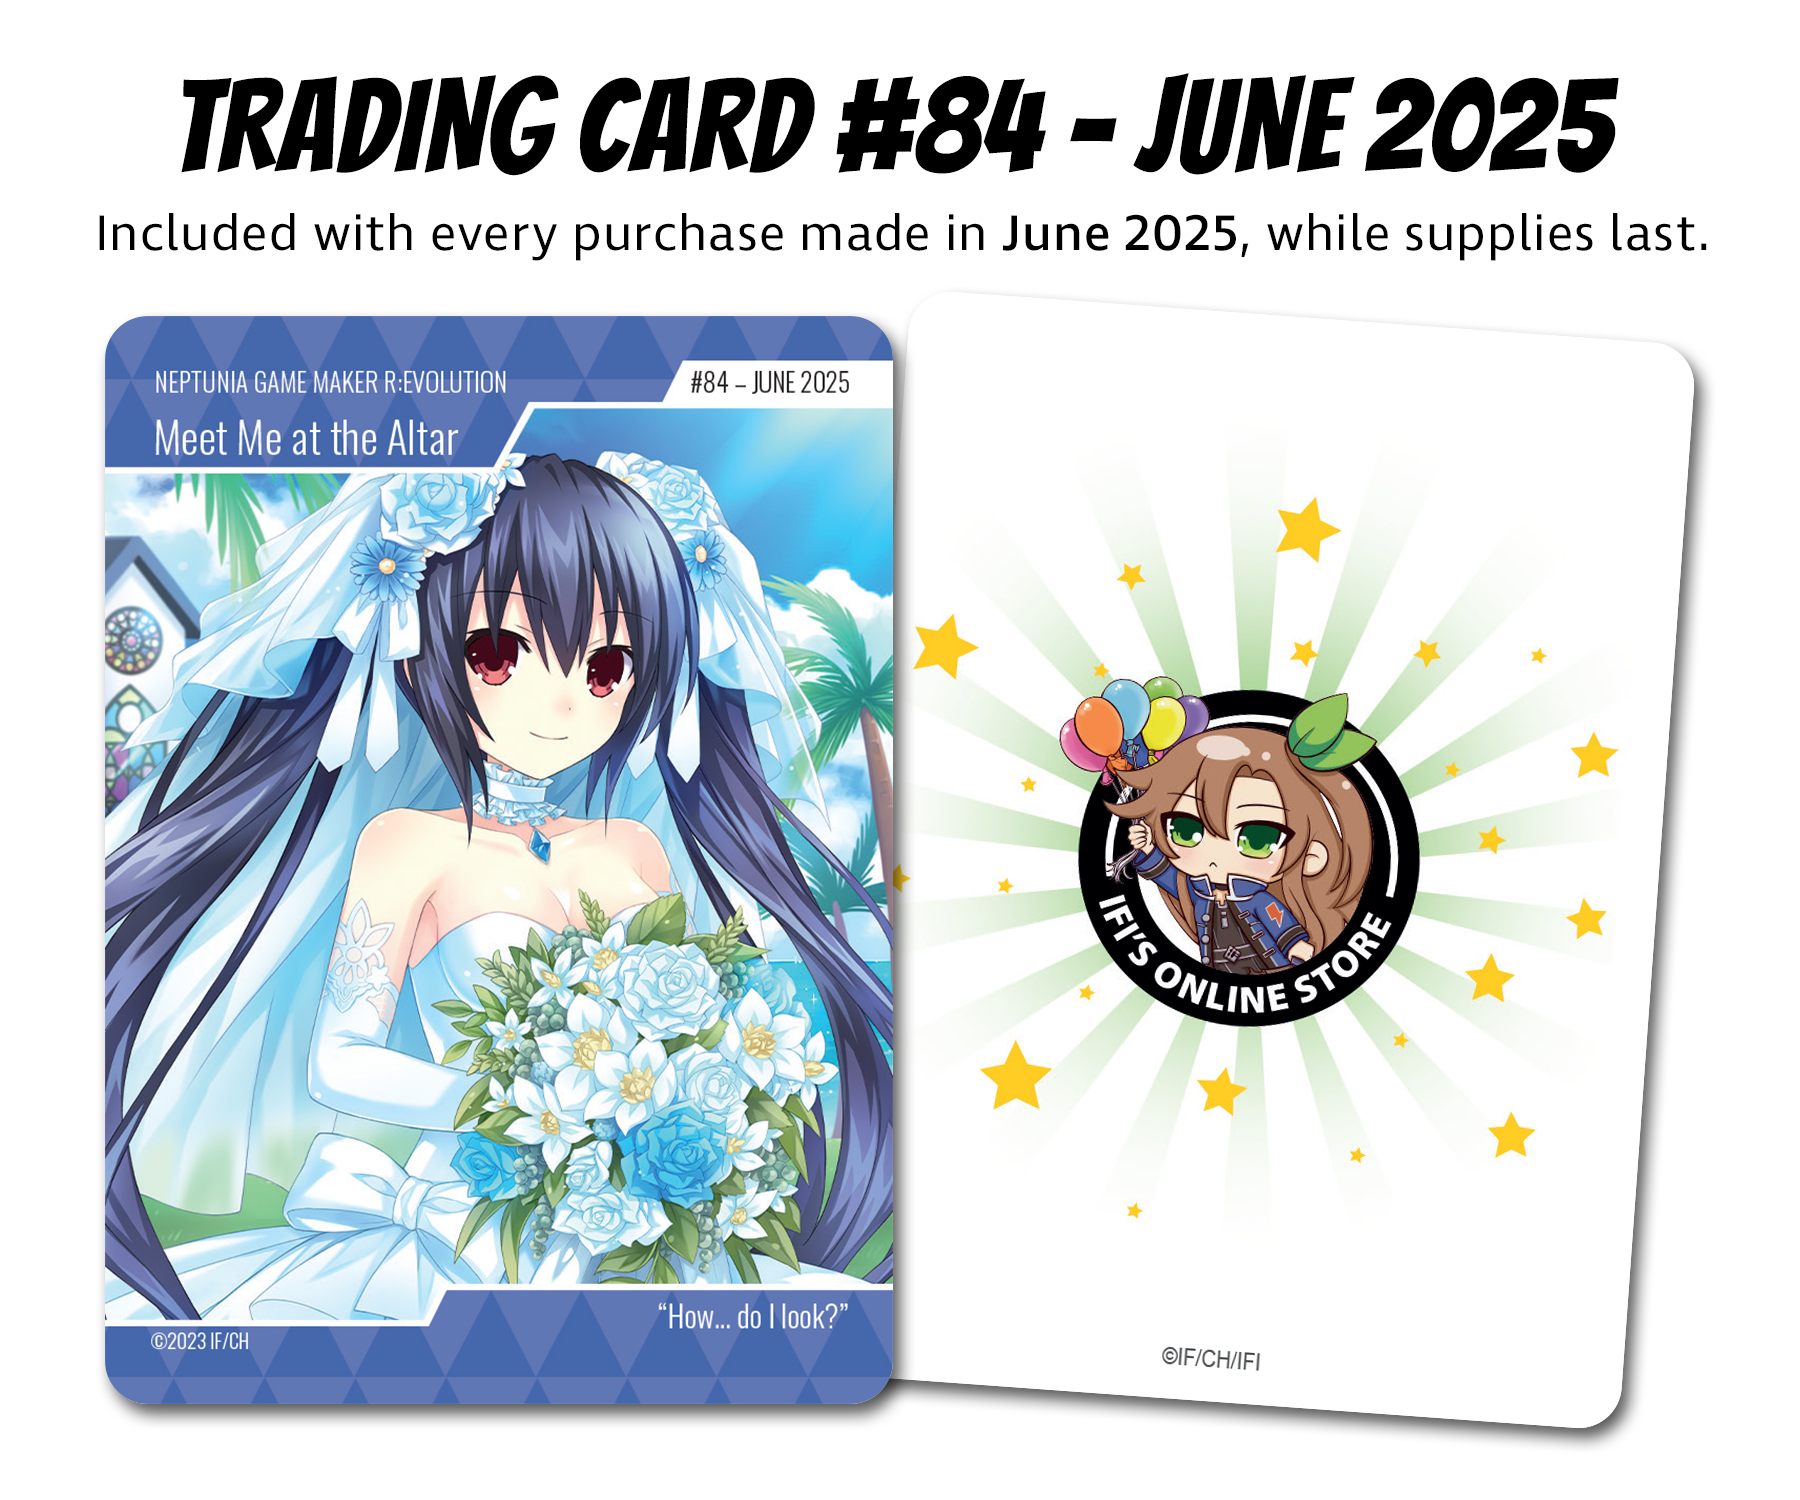 TRADING CARD #84 – JUNE 2025
Included with every purchase made in June 2025, while supplies last.
NEPTUNIA GAME MAKER R:EVOLUTION
#84 – JUNE 2025
Meet Me at the Altar
“How... do I look?”
©2023 IF/CH
IFI'S ONLINE STORE
©IF/CH/IFI